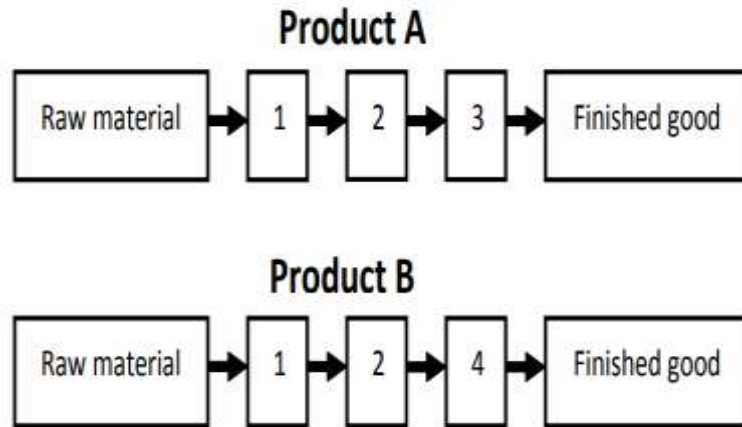 Product A
Raw material 1 2 3 Finished good
Product B
Raw material 1 2 4 Finished good